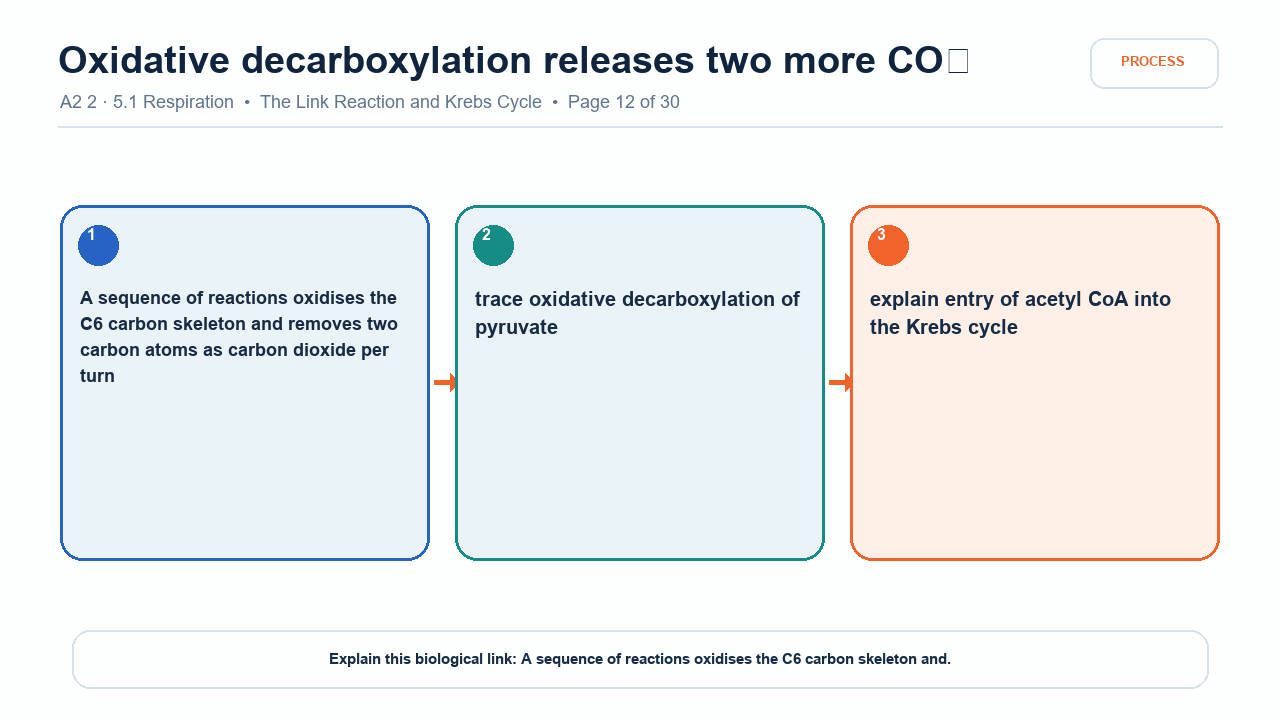 Oxidative decarboxylation releases two more CO□
PROCESS
A2 2 · 5.1 Respiration • The Link Reaction and Krebs Cycle • Page 12 of 30
1
A sequence of reactions oxidises the
C6 carbon skeleton and removes two
carbon atoms as carbon dioxide per
turn
2
trace oxidative decarboxylation of
pyruvate
3
explain entry of acetyl CoA into
the Krebs cycle
Explain this biological link: A sequence of reactions oxidises the C6 carbon skeleton and.